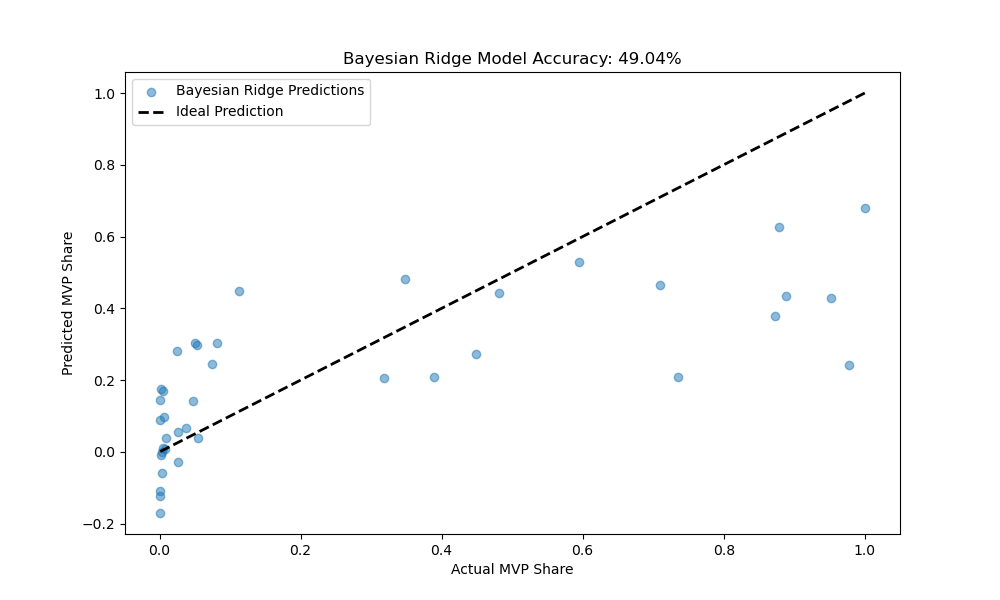 Bayesian Ridge Model Accuracy: 49.04%
Bayesian Ridge Predictions
Ideal Prediction
1.0
0.8
0.6
0.4
0.2
0.0
−0.2
Predicted MVP Share
0.0 0.2 0.4 0.6 0.8 1.0
Actual MVP Share